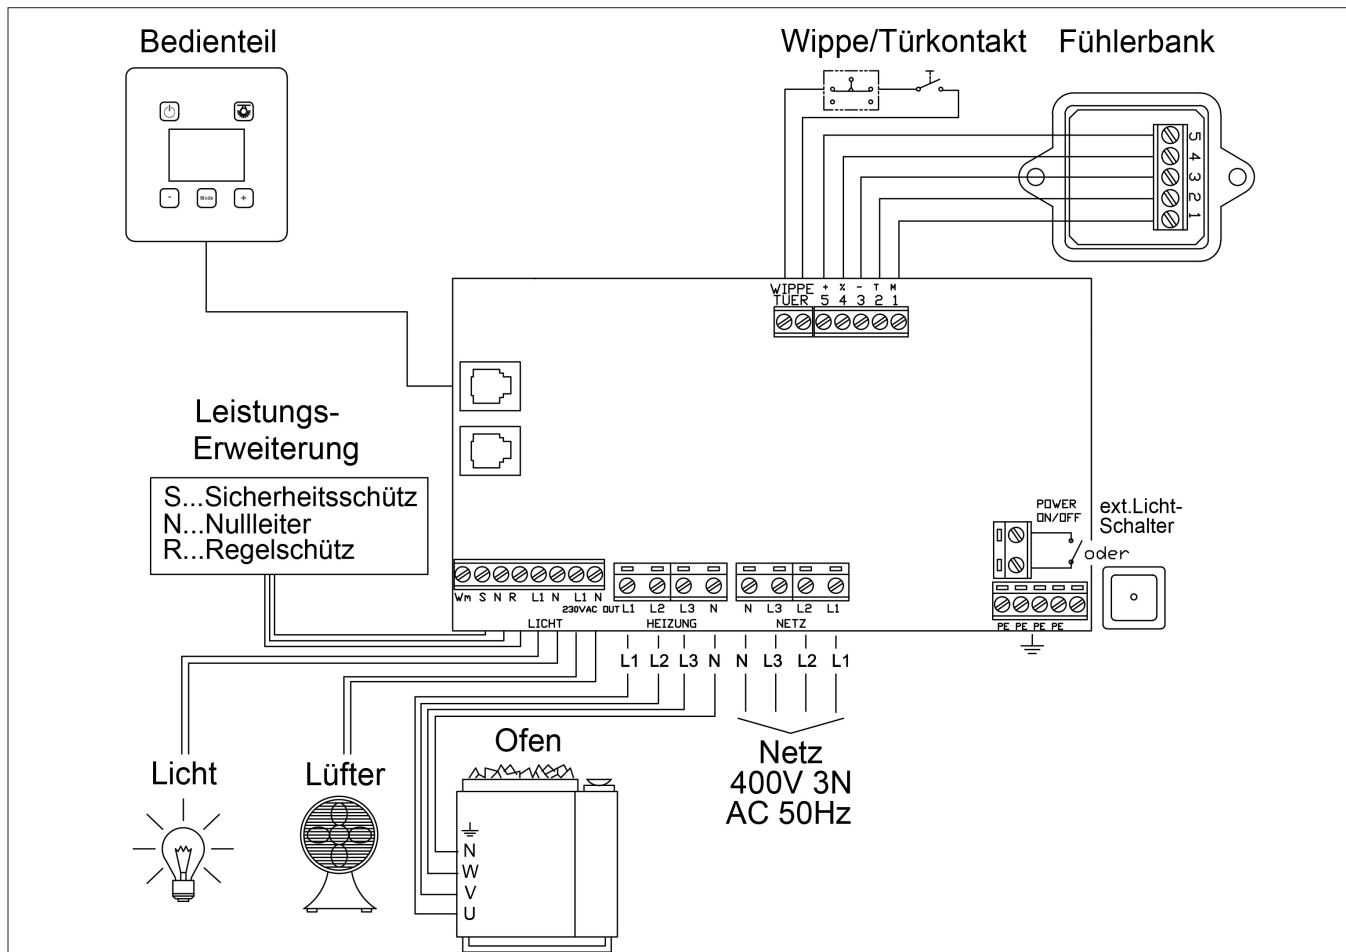 Bedienteil
Wippe/Türkontakt
Fühlerbank
- Mode +
5
4
3
2
1
WIPPE + % - T M
TUER 5 4 3 2 1
Leistungs-
Erweiterung
S...Sicherheitsschütz
N...Nullleiter
R...Regelschütz
POWER
ON/OFF
ext.Licht-
Schalter
oder
Wm S N R L1 N L1 N
230VAC OUT L1 L2 L3 N
N L3 L2 L1
LICHT
HEIZUNG
NETZ
PE PE PE PE
L1 L2 L3 N N L3 L2 L1
Netz
400V 3N
AC 50Hz
Licht
Lüfter
Ofen
N
W
V
U